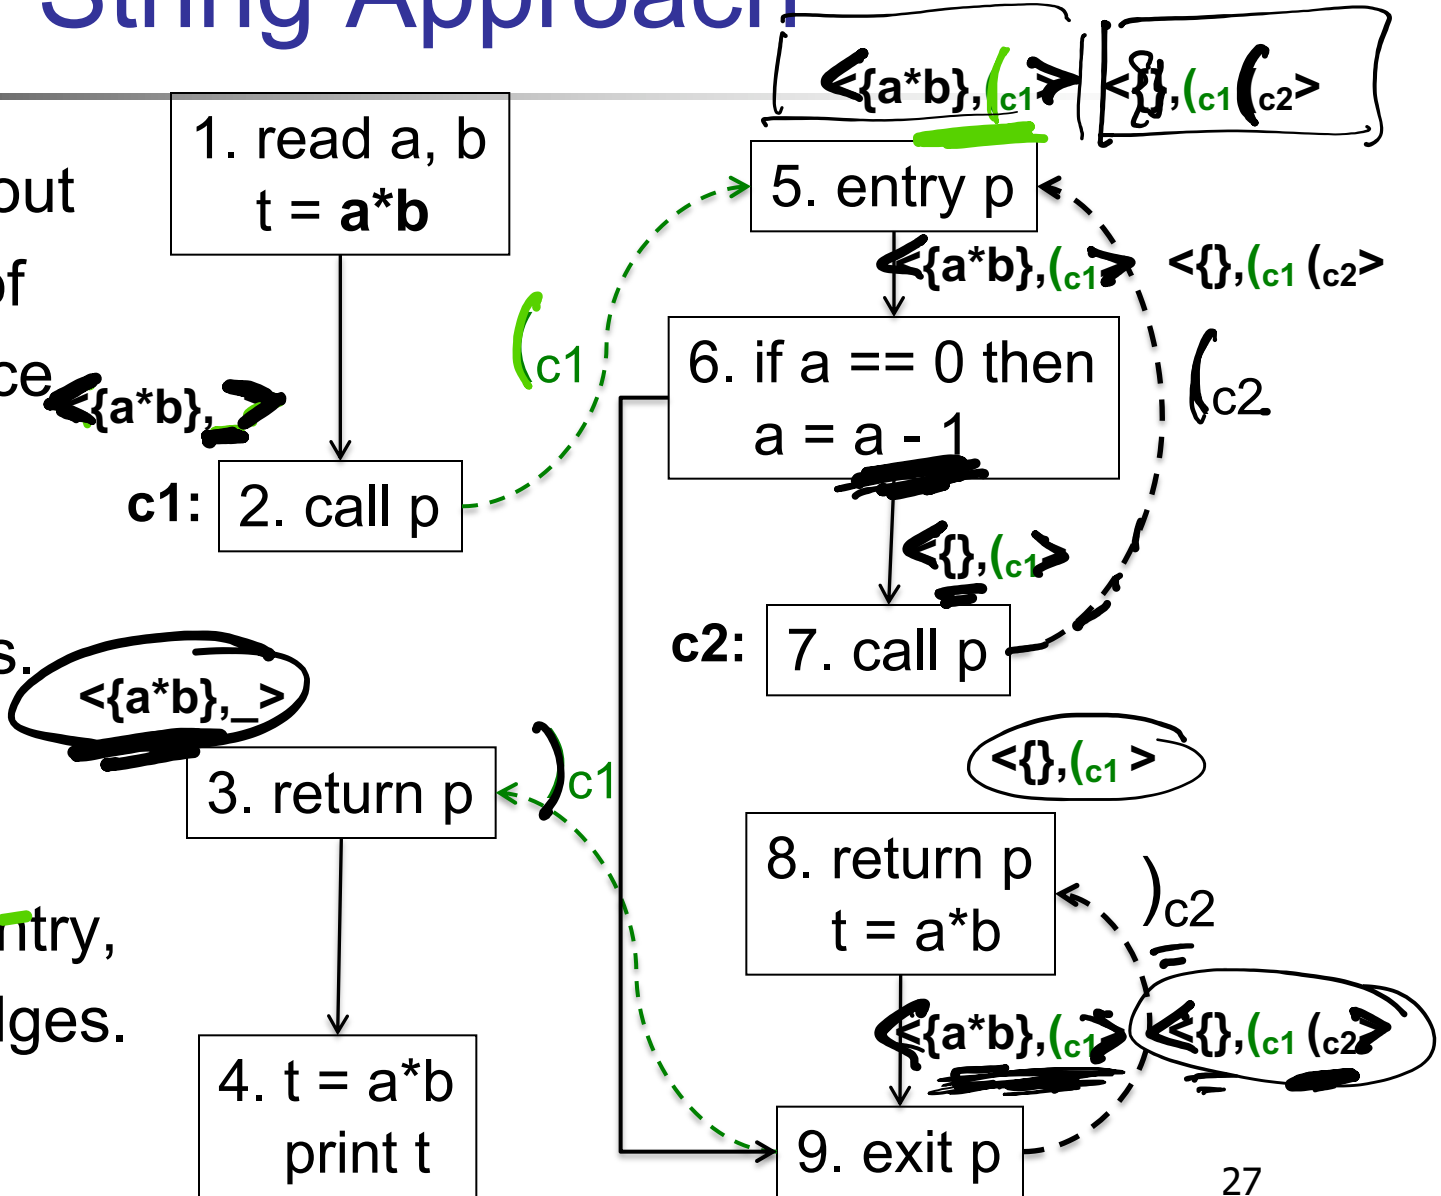 String Approach
<{a*b},(c1> <{},(c1 (c2>
1. read a, b
t = a*b
out
of
ce
5. entry p
<{a*b},(c1> <{},(c1 (c2>
(c1
6. if a == 0 then
a = a - 1
(c2
<{a*b},_>
c1: 2. call p
<{},(c1>
c2: 7. call p
s.
<{a*b},_>
<{},(c1 >
3. return p
)c1
8. return p
t = a*b
)c2
ntry,
lges.
<{a*b},(c1> <{},(c1 (c2>
4. t = a*b
print t
9. exit p
27